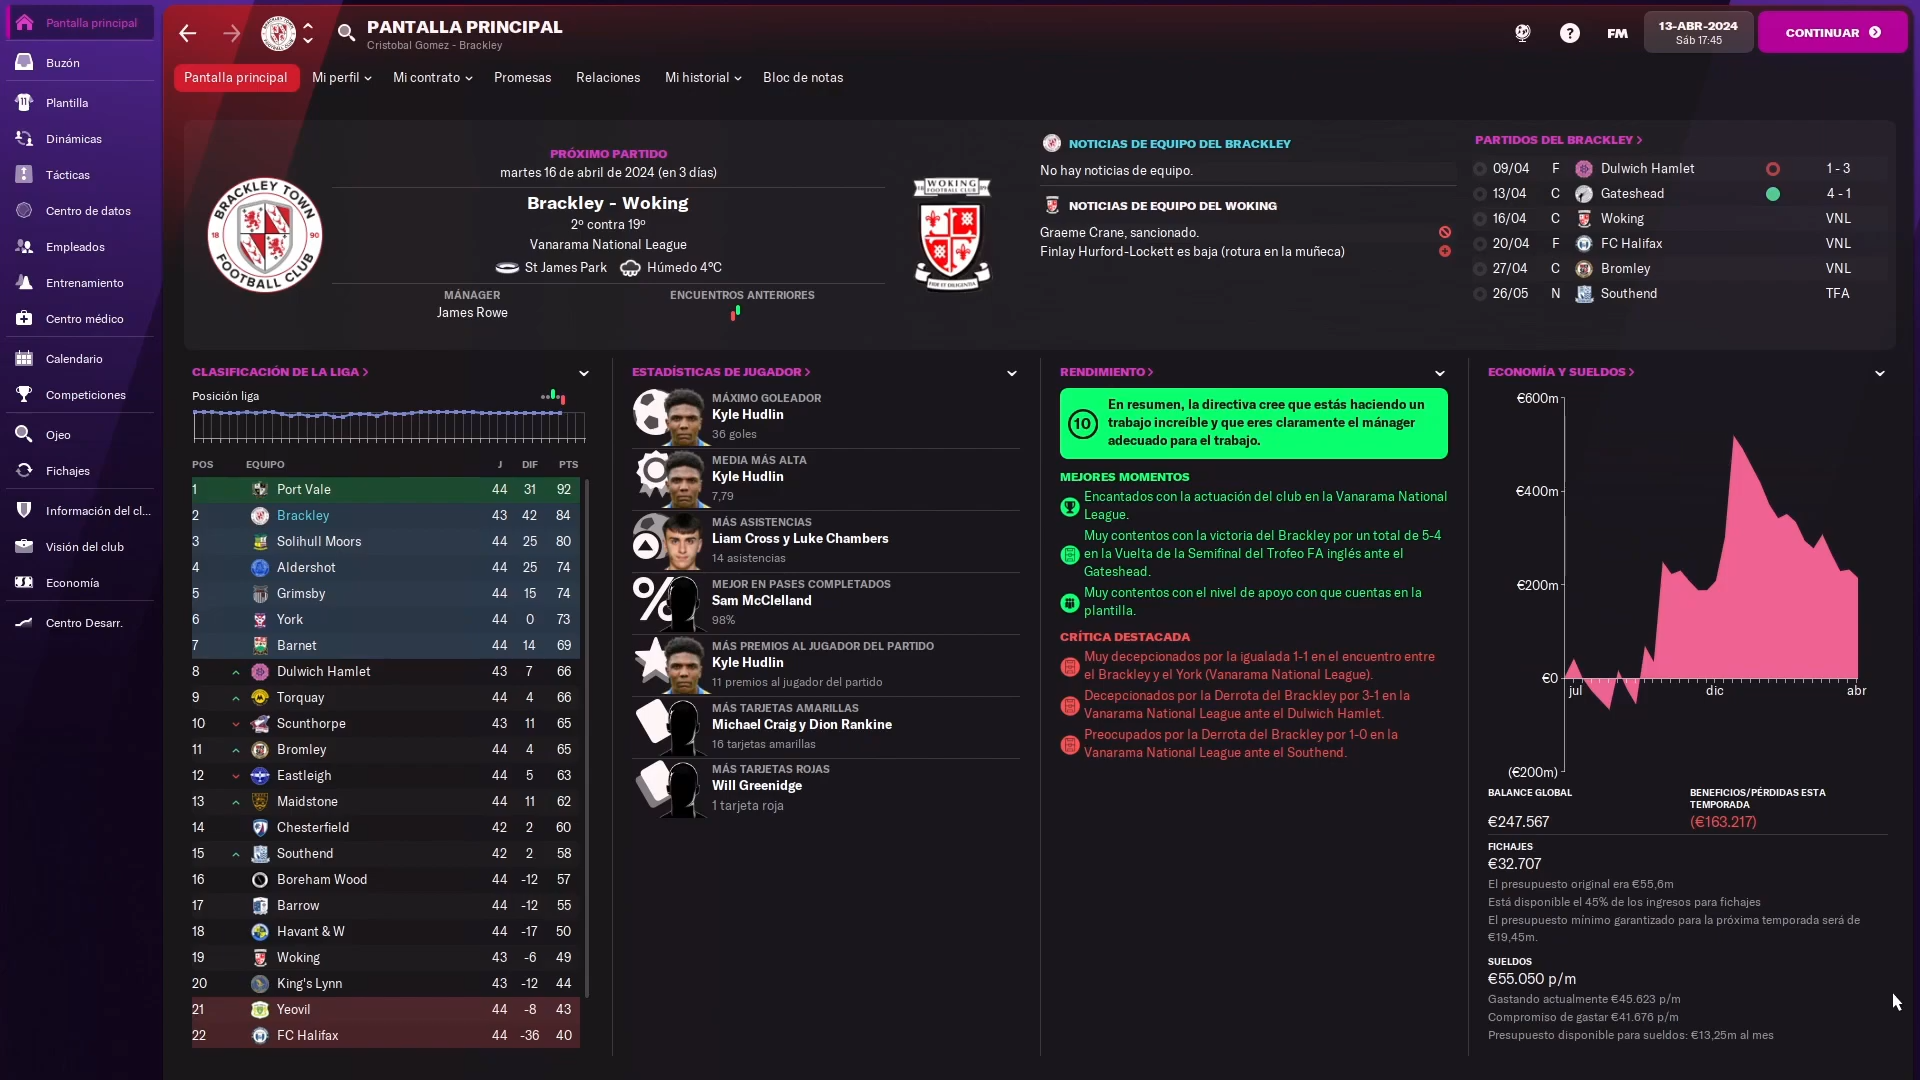 Pantalla principal
Buzón
Plantilla
Dinámicas
Tácticas
Centro de datos
Empleados
Entrenamiento
Centro médico
Calendario
Competiciones
Ojeo
Fichajes
Información del cl...
Visión del club
Economía
Centro Desarr.
PANTALLA PRINCIPAL
Cristobal Gomez - Brackley
FM
13-ABR-2024
Sáb 17:45
CONTINUAR
Pantalla principal Mi perfil Mi contrato Promesas Relaciones Mi historial Bloc de notas
BRACKLEY TOWN
18 90
FOOTBALL CLUB
PRÓXIMO PARTIDO
martes 16 de abril de 2024 (en 3 días)
Brackley - Woking
2º contra 19º
Vanarama National League
St James Park Húmedo 4ºC
MÁNAGER
James Rowe
ENCUENTROS ANTERIORES
WOKING
FOOTBALL CLUB
NOTICIAS DE EQUIPO DEL BRACKLEY
No hay noticias de equipo.
NOTICIAS DE EQUIPO DEL WOKING
Graeme Crane, sancionado.
Finlay Hurford-Lockett es baja (rotura en la muñeca)
PARTIDOS DEL BRACKLEY
09/04 F Dulwich Hamlet 1 - 3
13/04 C Gateshead 4 - 1
16/04 C Woking VNL
20/04 F FC Halifax VNL
27/04 C Bromley VNL
26/05 N Southend TFA
CLASIFICACIÓN DE LA LIGA
Posición liga
POS EQUIPO J DIF PTS
1 Port Vale 44 31 92
2 Brackley 43 42 84
3 Solihull Moors 44 25 80
4 Aldershot 44 25 74
5 Grimsby 44 15 74
6 York 44 0 73
7 Barnet 44 14 69
8 Dulwich Hamlet 43 7 66
9 Torquay 44 4 66
10 Scunthorpe 43 11 65
11 Bromley 44 4 65
12 Eastleigh 44 5 63
13 Maidstone 44 11 62
14 Chesterfield 42 2 60
15 Southend 42 2 58
16 Boreham Wood 44 -12 57
17 Barrow 44 -12 55
18 Havant & W 44 -17 50
19 Woking 43 -6 49
20 King's Lynn 43 -12 44
21 Yeovil 44 -8 43
22 FC Halifax 44 -36 40
ESTADÍSTICAS DE JUGADOR
MÁXIMO GOLEADOR
Kyle Hudlin
36 goles
MEDIA MÁS ALTA
Kyle Hudlin
7,79
MÁS ASISTENCIAS
Liam Cross y Luke Chambers
14 asistencias
MEJOR EN PASES COMPLETADOS
Sam McClelland
98%
MÁS PREMIOS AL JUGADOR DEL PARTIDO
Kyle Hudlin
11 premios al jugador del partido
MÁS TARJETAS AMARILLAS
Michael Craig y Dion Rankine
16 tarjetas amarillas
MÁS TARJETAS ROJAS
Will Greenidge
1 tarjeta roja
RENDIMIENTO
10
En resumen, la directiva cree que estás haciendo un
trabajo increíble y que eres claramente el mánager
adecuado para el trabajo.
MEJORES MOMENTOS
Encantados con la actuación del club en la Vanarama National
League.
Muy contentos con la victoria del Brackley por un total de 5-4
en la Vuelta de la Semifinal del Trofeo FA inglés ante el
Gateshead.
Muy contentos con el nivel de apoyo con que cuentas en la
plantilla.
CRÍTICA DESTACADA
Muy decepcionados por la igualada 1-1 en el encuentro entre
el Brackley y el York (Vanarama National League).
Decepcionados por la Derrota del Brackley por 3-1 en la
Vanarama National League ante el Dulwich Hamlet.
Preocupados por la Derrota del Brackley por 1-0 en la
Vanarama National League ante el Southend.
ECONOMÍA Y SUELDOS
€600m
€400m
€200m
€0
(€200m)
jul dic abr
BALANCE GLOBAL
€247.567
BENEFICIOS/PÉRDIDAS ESTA
TEMPORADA
(€163.217)
FICHAJES
€32.707
El presupuesto original era €55,6m
Está disponible el 45% de los ingresos para fichajes
El presupuesto mínimo garantizado para la próxima temporada será de
€19,45m.
SUELDOS
€55.050 p/m
Gastando actualmente €45.623 p/m
Compromiso de gastar €41.676 p/m
Presupuesto disponible para sueldos: €13,25m al mes